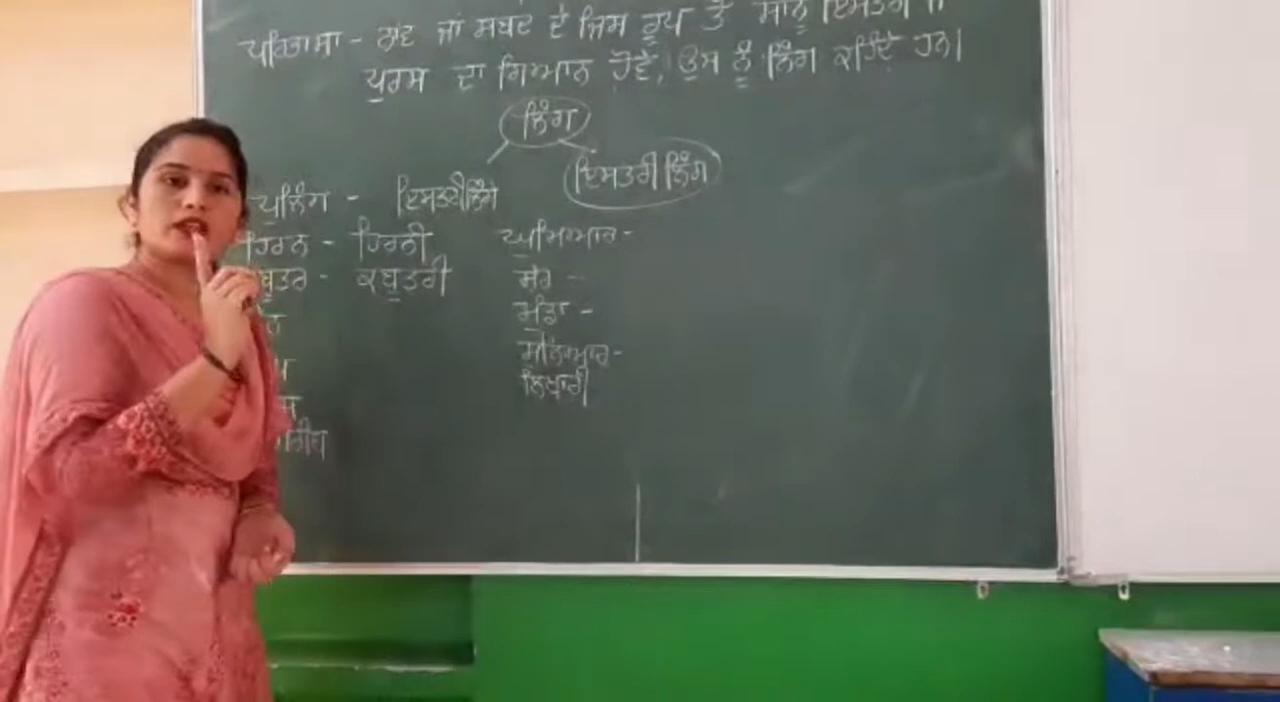 ਪਰਿਭਾਸ਼ਾ - ਨਾਂਵ ਜਾਂ ਸ਼ਬਦ ਦੇ ਜਿਸ ਰੂਪ ਤੋਂ ਸਾਨੂੰ ਇਸਤਰੀ ਜਾਂ
ਪੁਰਸ਼ ਦਾ ਗਿਆਨ ਹੋਵੇ, ਉਸ ਨੂੰ ਲਿੰਗ ਕਹਿੰਦੇ ਹਨ।
ਲਿੰਗ
ਇਸਤਰੀ ਲਿੰਗ
ਪੁਲਿੰਗ - ਇਸਤਰੀਲਿੰਗ
ਹਿਰਨ - ਹਿਰਨੀ
ਕਬੂਤਰ - ਕਬੂਤਰੀ
ਘੁਮਿਆਰ -
ਮੋਰ -
ਮੁੰਡਾ -
ਸੁਨਿਆਰ -
ਲਿਖਾਰੀ